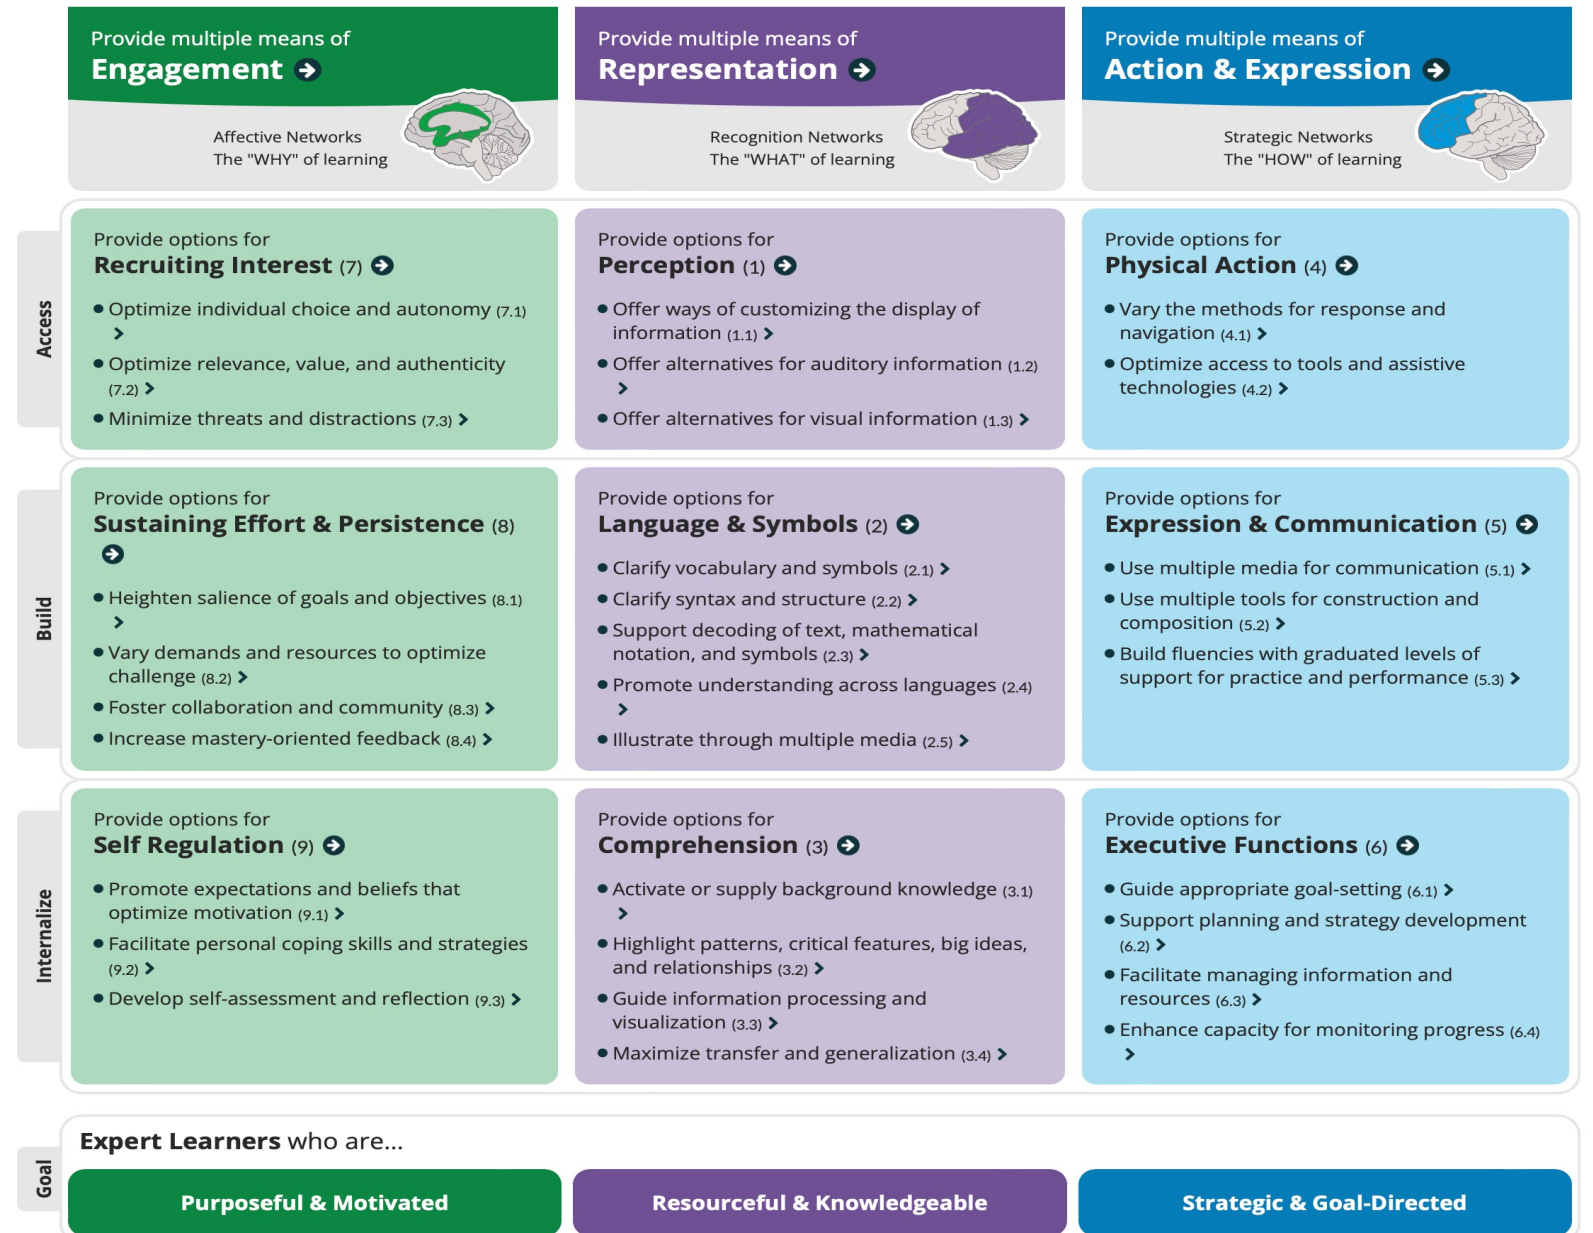 Provide multiple means of
Engagement
Affective Networks
The "WHY" of learning
Provide multiple means of
Representation
Recognition Networks
The "WHAT" of learning
Provide multiple means of
Action & Expression
Strategic Networks
The "HOW" of learning
Access
Provide options for
Recruiting Interest (7)
Optimize individual choice and autonomy (7.1)
Optimize relevance, value, and authenticity
(7.2)
Minimize threats and distractions (7.3)
Provide options for
Perception (1)
Offer ways of customizing the display of
information (1.1)
Offer alternatives for auditory information (1.2)
Offer alternatives for visual information (1.3)
Provide options for
Physical Action (4)
Vary the methods for response and
navigation (4.1)
Optimize access to tools and assistive
technologies (4.2)
Build
Provide options for
Sustaining Effort & Persistence (8)
Heighten salience of goals and objectives (8.1)
Vary demands and resources to optimize
challenge (8.2)
Foster collaboration and community (8.3)
Increase mastery-oriented feedback (8.4)
Provide options for
Language & Symbols (2)
Clarify vocabulary and symbols (2.1)
Clarify syntax and structure (2.2)
Support decoding of text, mathematical
notation, and symbols (2.3)
Promote understanding across languages (2.4)
Illustrate through multiple media (2.5)
Provide options for
Expression & Communication (5)
Use multiple media for communication (5.1)
Use multiple tools for construction and
composition (5.2)
Build fluencies with graduated levels of
support for practice and performance (5.3)
Internalize
Provide options for
Self Regulation (9)
Promote expectations and beliefs that
optimize motivation (9.1)
Facilitate personal coping skills and strategies
(9.2)
Develop self-assessment and reflection (9.3)
Provide options for
Comprehension (3)
Activate or supply background knowledge (3.1)
Highlight patterns, critical features, big ideas,
and relationships (3.2)
Guide information processing and
visualization (3.3)
Maximize transfer and generalization (3.4)
Provide options for
Executive Functions (6)
Guide appropriate goal-setting (6.1)
Support planning and strategy development
(6.2)
Facilitate managing information and
resources (6.3)
Enhance capacity for monitoring progress (6.4)
Goal
Expert Learners who are...
Purposeful & Motivated
Resourceful & Knowledgeable
Strategic & Goal-Directed